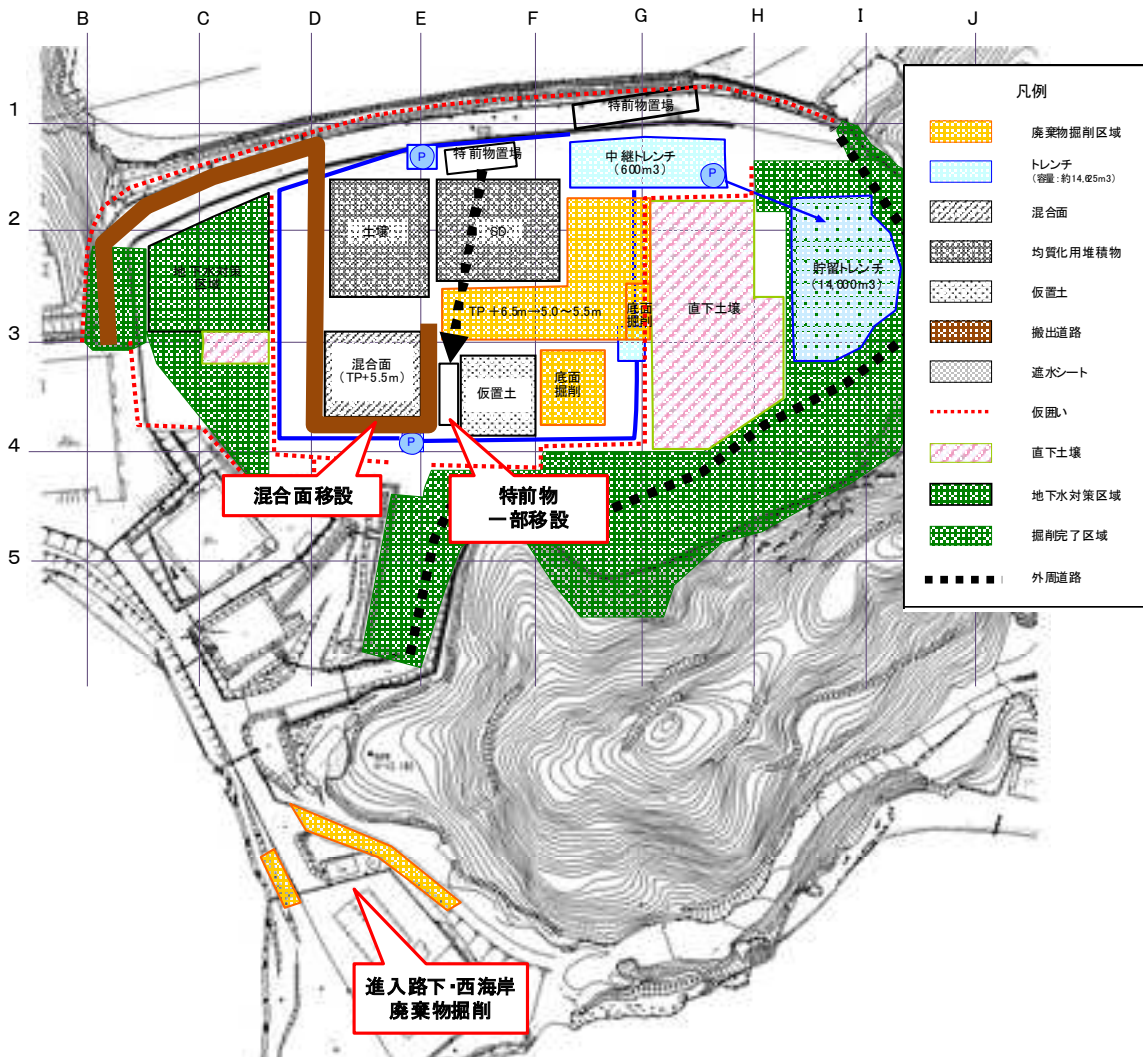 B C D E F G H I J
1
2
3
4
5
特前物置場
特前物置場
中継トレンチ
(600m3)
P
P
土壌
地下水対策
区域
貯留トレンチ
(14,000m3)
TP＋6.5m→5.0～5.5m
底面
掘削
直下土壌
混合面
(TP+5.5m)
仮置土
底面
掘削
P
混合面移設
特前物
一部移設
進入路下・西海岸
廃棄物掘削
凡例
廃棄物掘削区域
トレンチ
(容量：約14,625m3)
混合面
均質化用堆積物
仮置土
搬出道路
遮水シート
仮囲い
直下土壌
地下水対策区域
掘削完了区域
外周道路